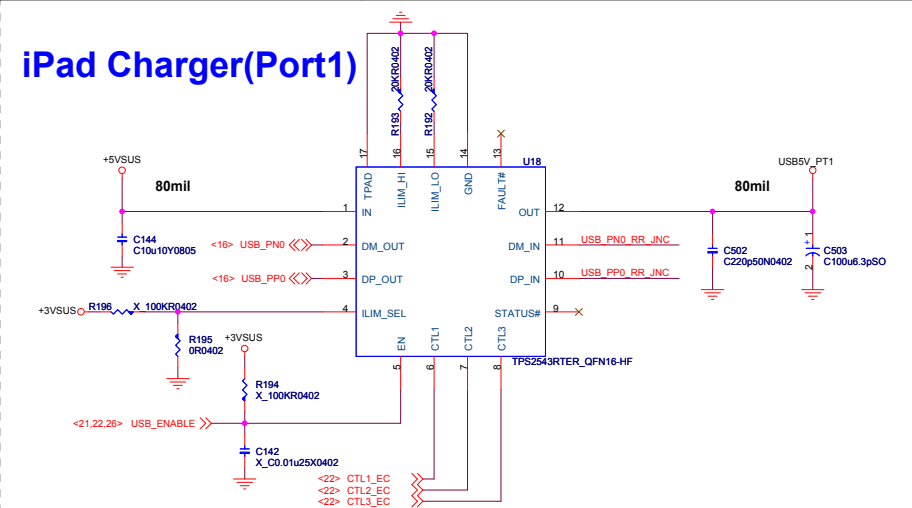 iPad Charger(Port1)
20KR0402
20KR0402
R193
R192
17
16
15
14
13
U18
+5VSUS
80mil
USB5V_PT1
80mil
TPAD
ILIM_HI
ILIM_LO
GND
FAULT#
1
IN
OUT
12
C144
C10u10Y0805
<16> USB_PN0
2
DM_OUT
DM_IN
11
USB_PN0_RR_JNC
C502
C220p50N0402
+
1
2
C503
C100u6.3pSO
<16> USB_PP0
3
DP_OUT
DP_IN
10
USB_PP0_RR_JNC
+3VSUS
R196
X_100KR0402
4
ILIM_SEL
STATUS#
9
R195
0R0402
+3VSUS
EN
CTL1
CTL2
CTL3
5
6
7
8
TPS2543RTER_QFN16-HF
R194
X_100KR0402
<21,22,26> USB_ENABLE
C142
X_C0.01u25X0402
<22> CTL1_EC
<22> CTL2_EC
<22> CTL3_EC